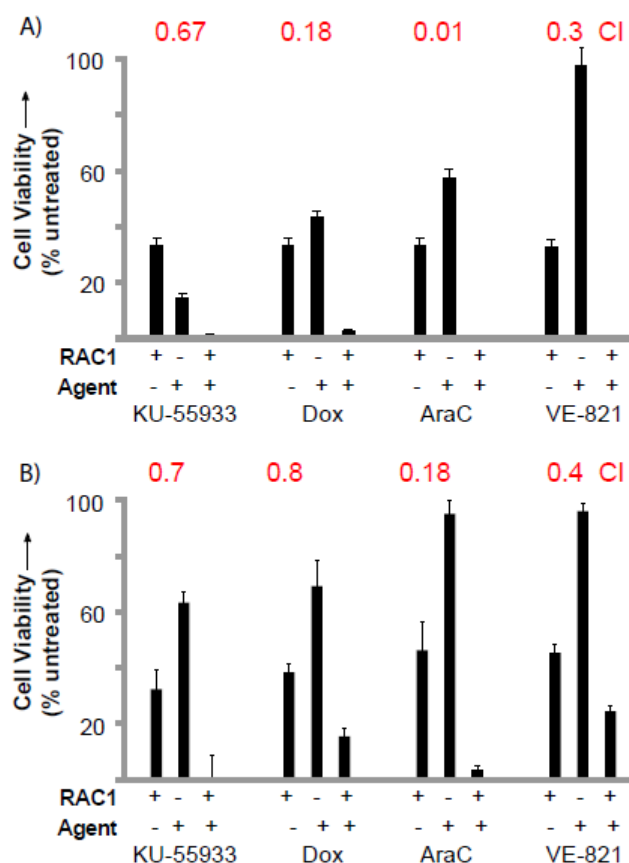 A) 0.67 0.18 0.01 0.3 CI
100
60
20
Cell Viability →
(% untreated)
RAC1 + - + + - + + - + + - +
Agent - + + - + + - + + - + +
KU-55933 Dox AraC VE-821
B) 0.7 0.8 0.18 0.4 CI
100
60
20
Cell Viability →
(% untreated)
RAC1 + - + + - + + - + + - +
Agent - + + - + + - + + - + +
KU-55933 Dox AraC VE-821